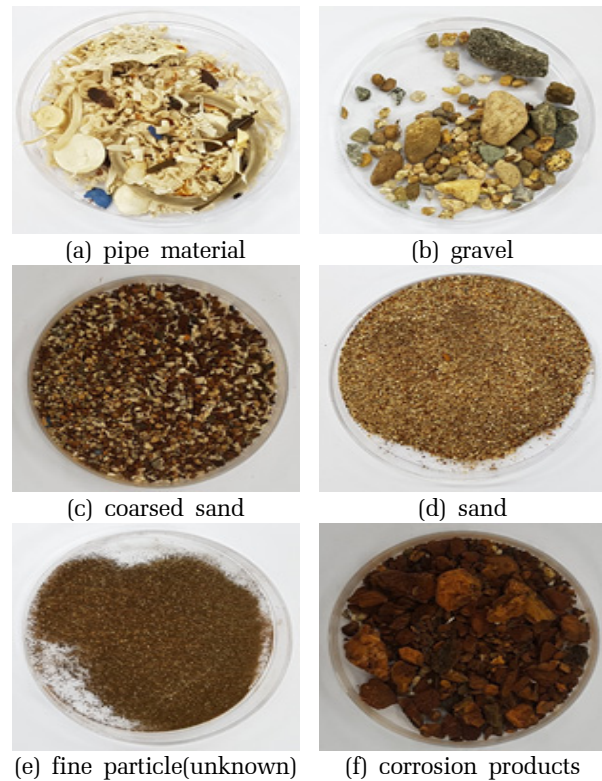 (a) pipe material
(b) gravel
(c) coarsed sand
(d) sand
(e) fine particle(unknown)
(f) corrosion products